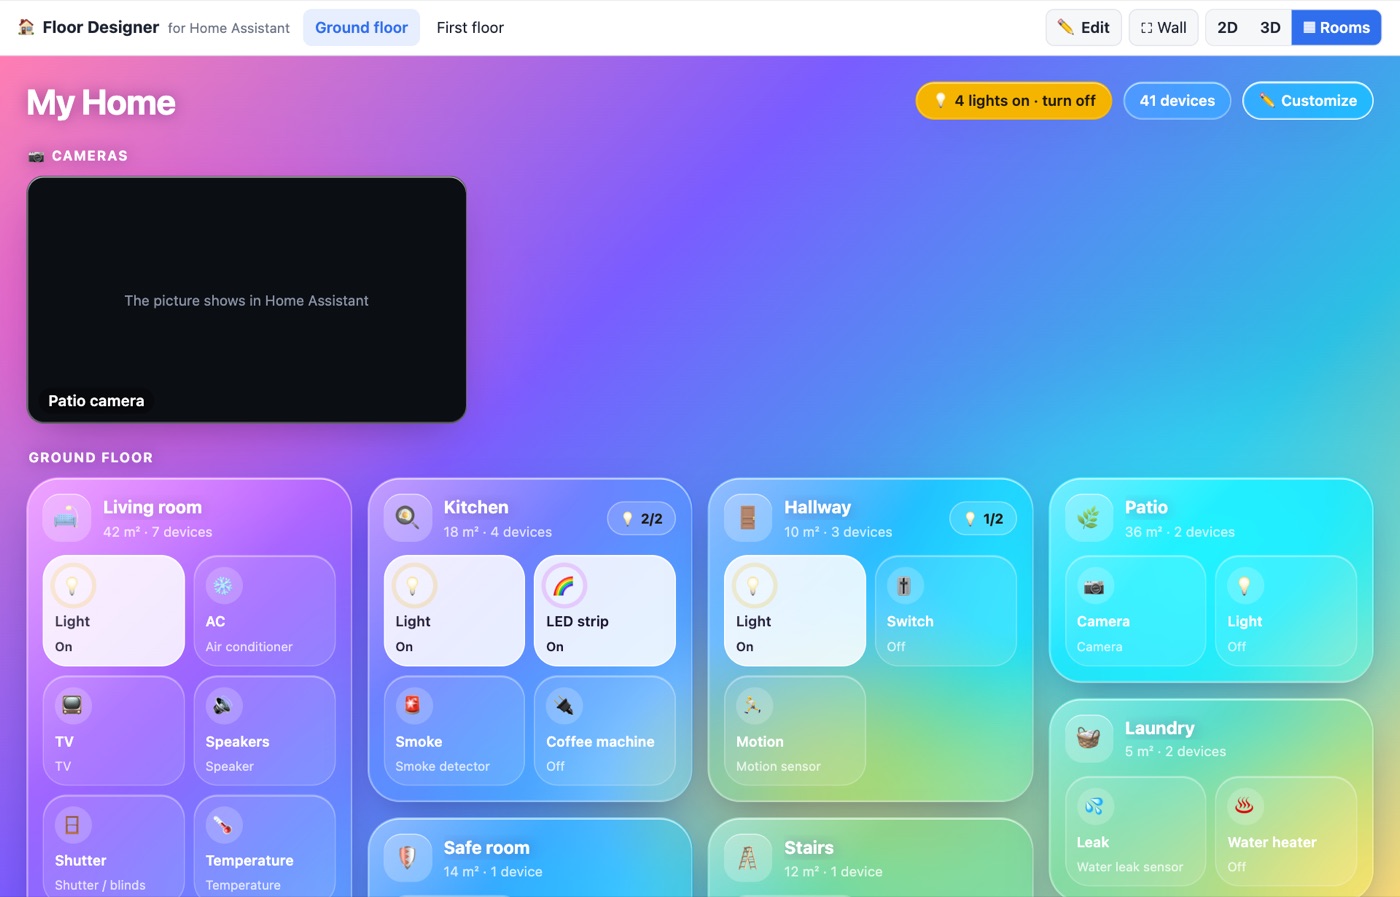 Floor Designer for Home Assistant
Ground floor
First floor
Edit
Wall
2D
3D
Rooms
My Home
4 lights on · turn off
41 devices
Customize
CAMERAS
The picture shows in Home Assistant
Patio camera
GROUND FLOOR
Living room
42 m² · 7 devices
Light
On
AC
Air conditioner
TV
TV
Speakers
Speaker
Shutter
Shutter / blinds
Temperature
Temperature
Kitchen
18 m² · 4 devices
2/2
Light
On
LED strip
On
Smoke
Smoke detector
Coffee machine
Off
Safe room
14 m² · 1 device
Hallway
10 m² · 3 devices
1/2
Light
On
Switch
Off
Motion
Motion sensor
Stairs
12 m² · 1 device
Patio
36 m² · 2 devices
Camera
Camera
Light
Off
Laundry
5 m² · 2 devices
Leak
Water leak sensor
Water heater
Off